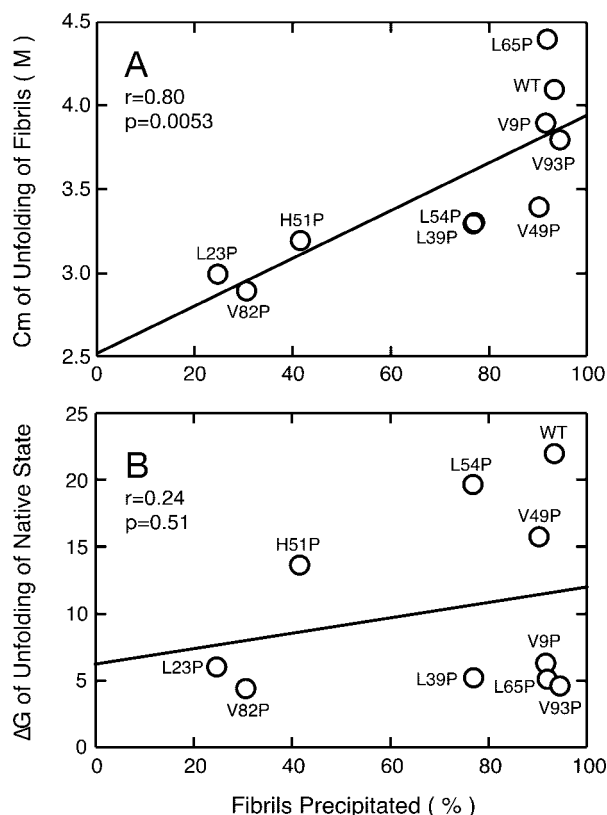 Cm of Unfolding of Fibrils ( M )
4.5
4.0
3.5
3.0
2.5
A
r=0.80
p=0.0053
L65P
WT
V9P
V93P
L54P
L39P
V49P
H51P
L23P
V82P
0 20 40 60 80 100
ΔG of Unfolding of Native State
25
20
15
10
5
0
B
r=0.24
p=0.51
WT
L54P
V49P
H51P
V9P
L23P
L39P
L65P
V82P
V93P
0 20 40 60 80 100
Fibrils Precipitated ( % )